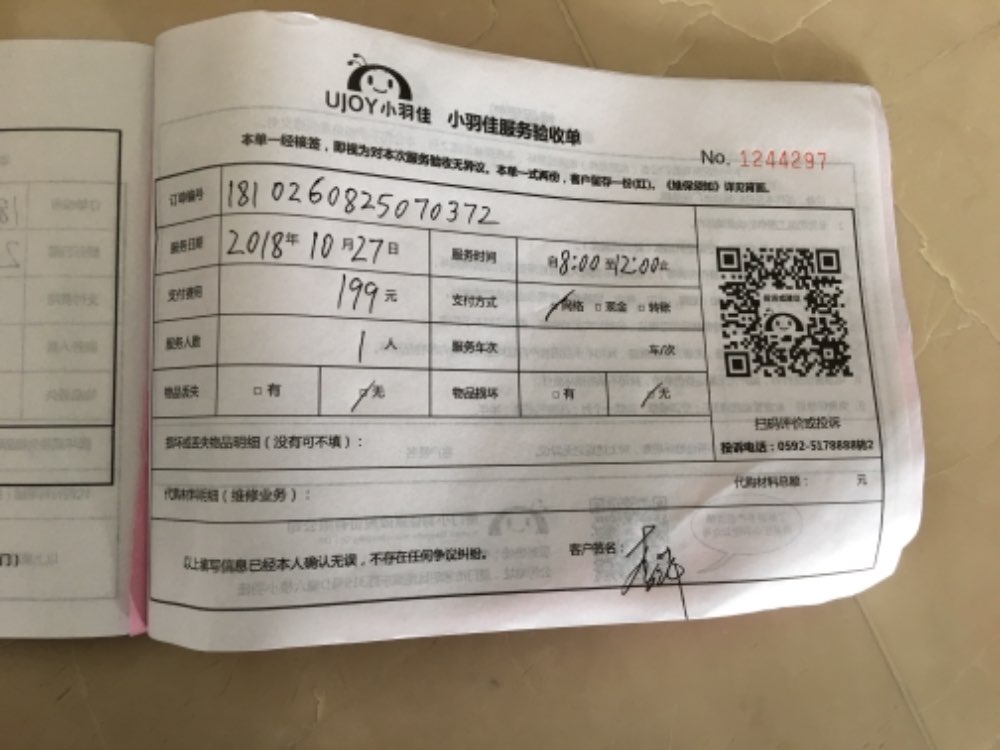 UJOY小羽佳 小羽佳服务验收单
No. 1244297
本单一经核签，即视为对本次服务验收无异议。本单一式两份，客户留存一份(红)。《维保须知》详见背面。
订单编号 181 02608 25070372
服务日期 2018年 10月27日 服务时间 自8:00至12:00止
支付费用 199元 支付方式 网络 □现金 □转账
服务人数 1人 服务车次 车/次
物品丢失 □有 □无 物品损坏 □有 □无
扫码评价或投诉
投诉电话：0592-5178888转2
损坏或丢失物品明细（没有可不填）：
代购材料明细（维修业务）： 代购材料总额： 元
以上填写信息已经本人确认无误，不存在任何争议纠纷。 客户签名：